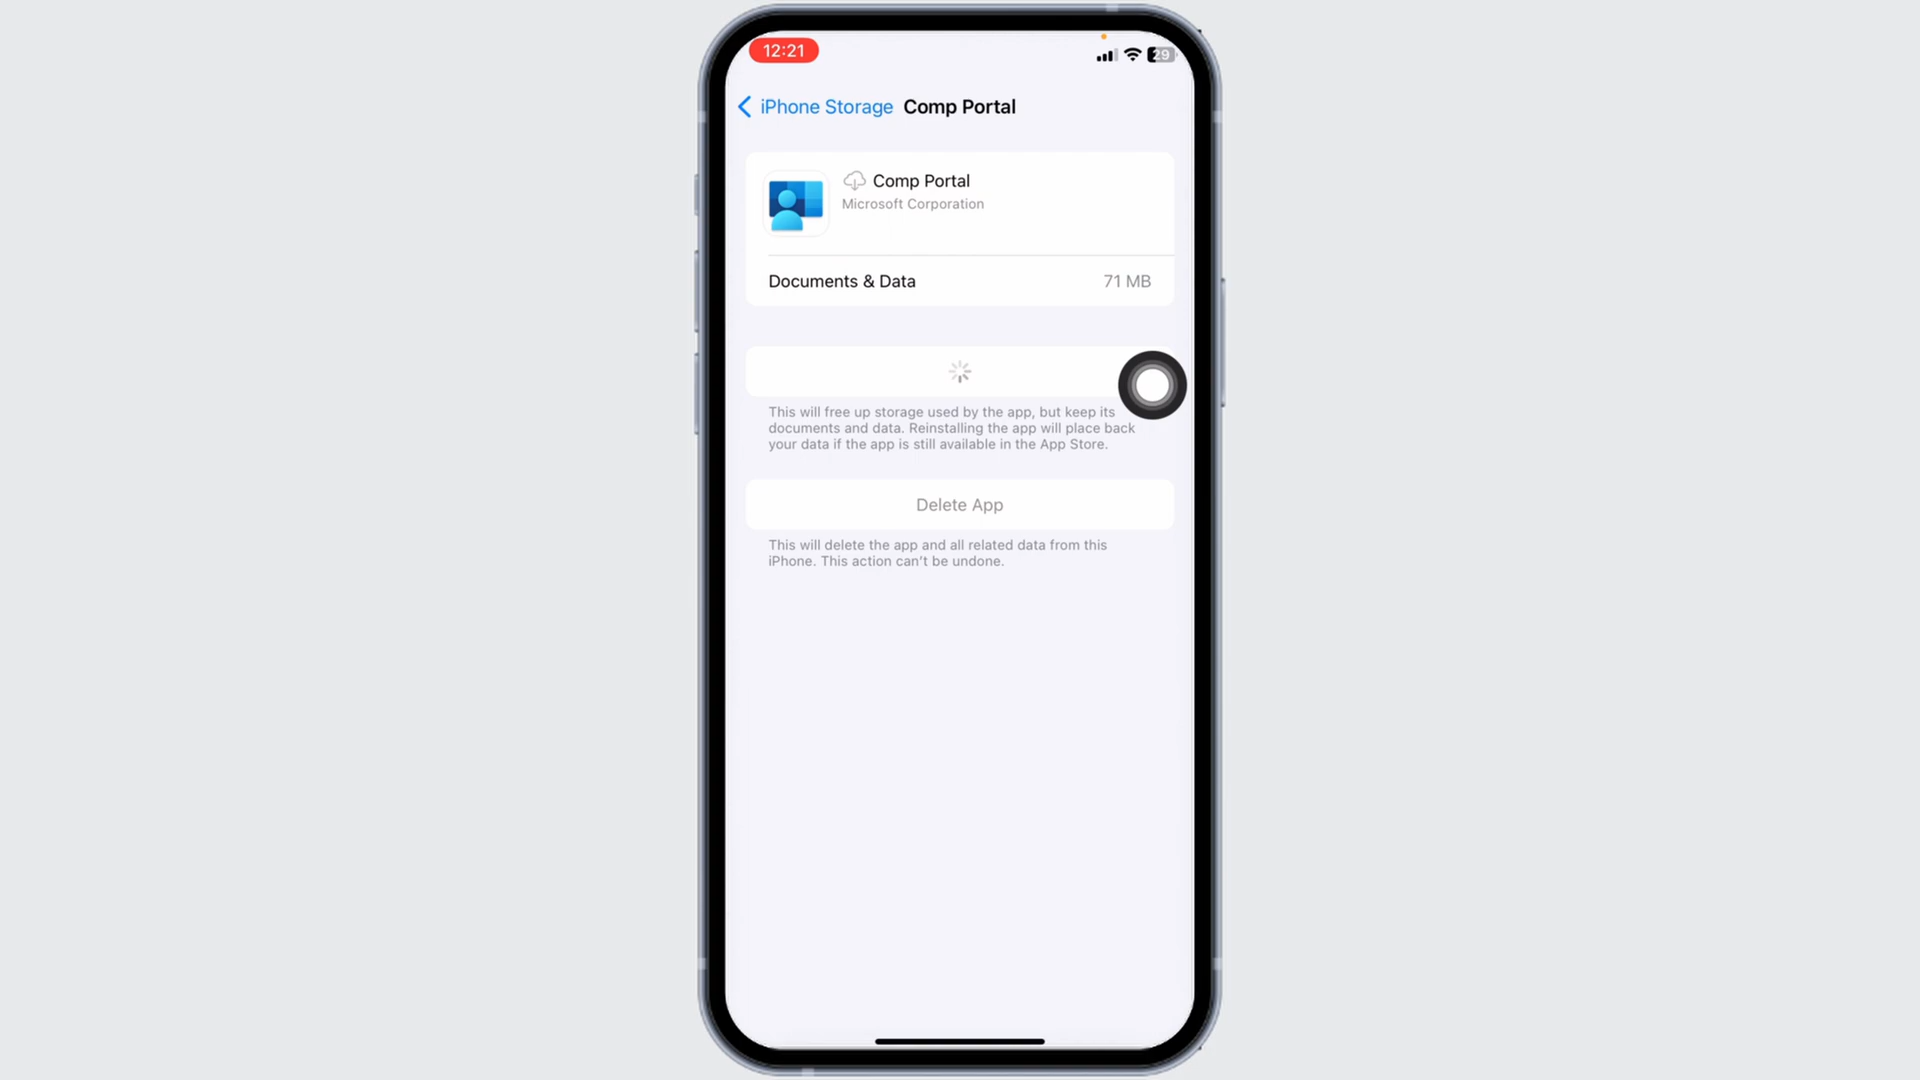 12:21
29
iPhone Storage Comp Portal
Comp Portal
Microsoft Corporation
Documents & Data 71 MB
This will free up storage used by the app, but keep its
documents and data. Reinstalling the app will place back
your data if the app is still available in the App Store.
Delete App
This will delete the app and all related data from this
iPhone. This action can't be undone.